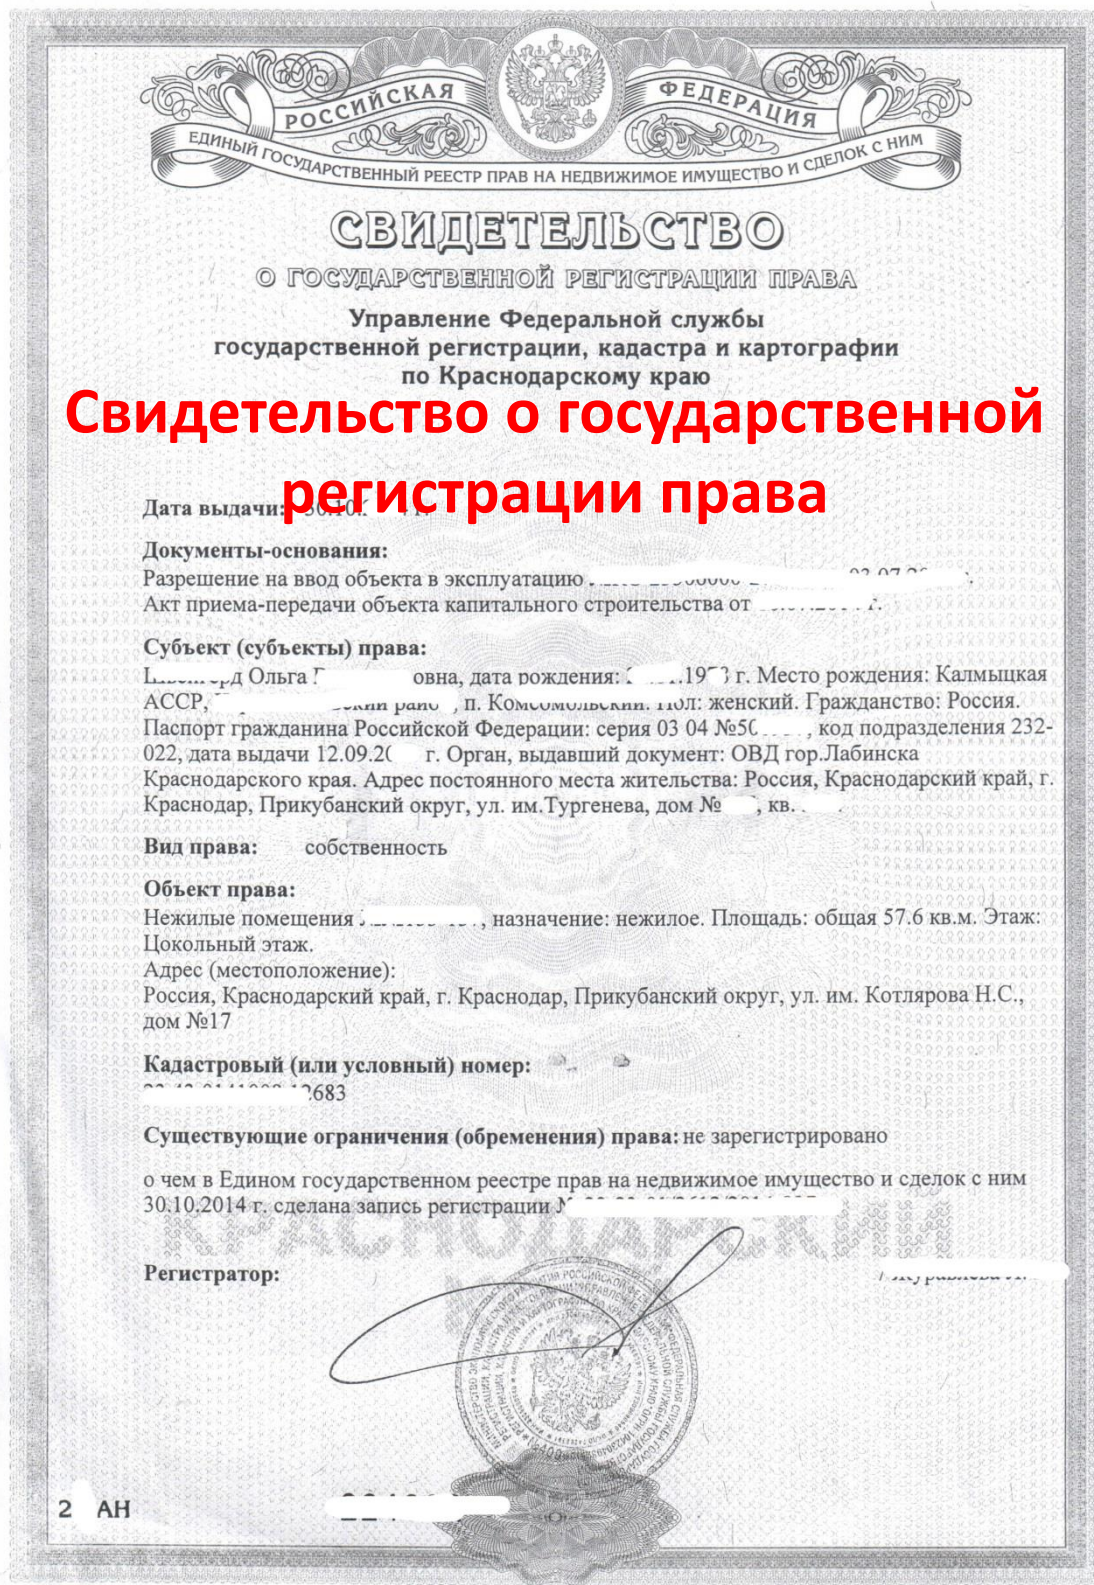 РОССИЙСКАЯ ФЕДЕРАЦИЯ
ЕДИНЫЙ ГОСУДАРСТВЕННЫЙ РЕЕСТР ПРАВ НА НЕДВИЖИМОЕ ИМУЩЕСТВО И СДЕЛОК С НИМ
СВИДЕТЕЛЬСТВО
О ГОСУДАРСТВЕННОЙ РЕГИСТРАЦИИ ПРАВА
Управление Федеральной службы
государственной регистрации, кадастра и картографии
по Краснодарскому краю
Свидетельство о государственной
регистрации права
Дата выдачи:
Документы-основания:
Разрешение на ввод объекта в эксплуатацию
Акт приема-передачи объекта капитального строительства от г.
Субъект (субъекты) права:
Ольга овна, дата рождения: г. Место рождения: Калмыцкая
АССР, п. Комсомольский. Пол: женский. Гражданство: Россия.
Паспорт гражданина Российской Федерации: серия 03 04 №50 , код подразделения 232-
022, дата выдачи 12.09.20 г. Орган, выдавший документ: ОВД гор.Лабинска
Краснодарского края. Адрес постоянного места жительства: Россия, Краснодарский край, г.
Краснодар, Прикубанский округ, ул. им.Тургенева, дом № , кв.
Вид права: собственность
Объект права:
Нежилые помещения , назначение: нежилое. Площадь: общая 57.6 кв.м. Этаж:
Цокольный этаж.
Адрес (местоположение):
Россия, Краснодарский край, г. Краснодар, Прикубанский округ, ул. им. Котлярова Н.С.,
дом №17
Кадастровый (или условный) номер:
2683
Существующие ограничения (обременения) права: не зарегистрировано
о чем в Едином государственном реестре прав на недвижимое имущество и сделок с ним
30.10.2014 г. сделана запись регистрации
КРАСНОДАРСКИЙ
Регистратор:
2 АН